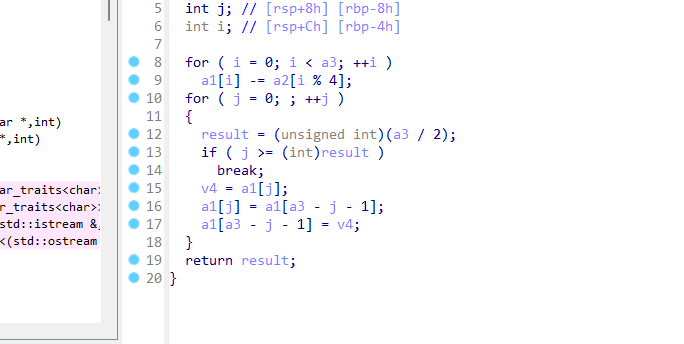 ar *,int)
*,int)
ar_traits<char>
r_traits<char>>
std::istream &,
<(std::ostream
5 int j; // [rsp+8h] [rbp-8h]
6 int i; // [rsp+Ch] [rbp-4h]
7
8 for ( i = 0; i < a3; ++i )
9 a1[i] -= a2[i % 4];
10 for ( j = 0; ; ++j )
11 {
12 result = (unsigned int)(a3 / 2);
13 if ( j >= (int)result )
14 break;
15 v4 = a1[j];
16 a1[j] = a1[a3 - j - 1];
17 a1[a3 - j - 1] = v4;
18 }
19 return result;
20 }